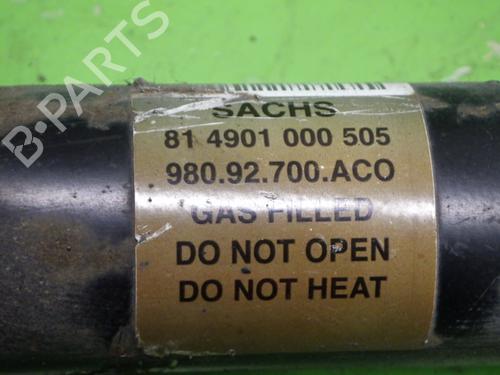 SACHS
81 4901 000 505
980.92.700.ACO
GAS FILLED
DO NOT OPEN
DO NOT HEAT
B-PARTS